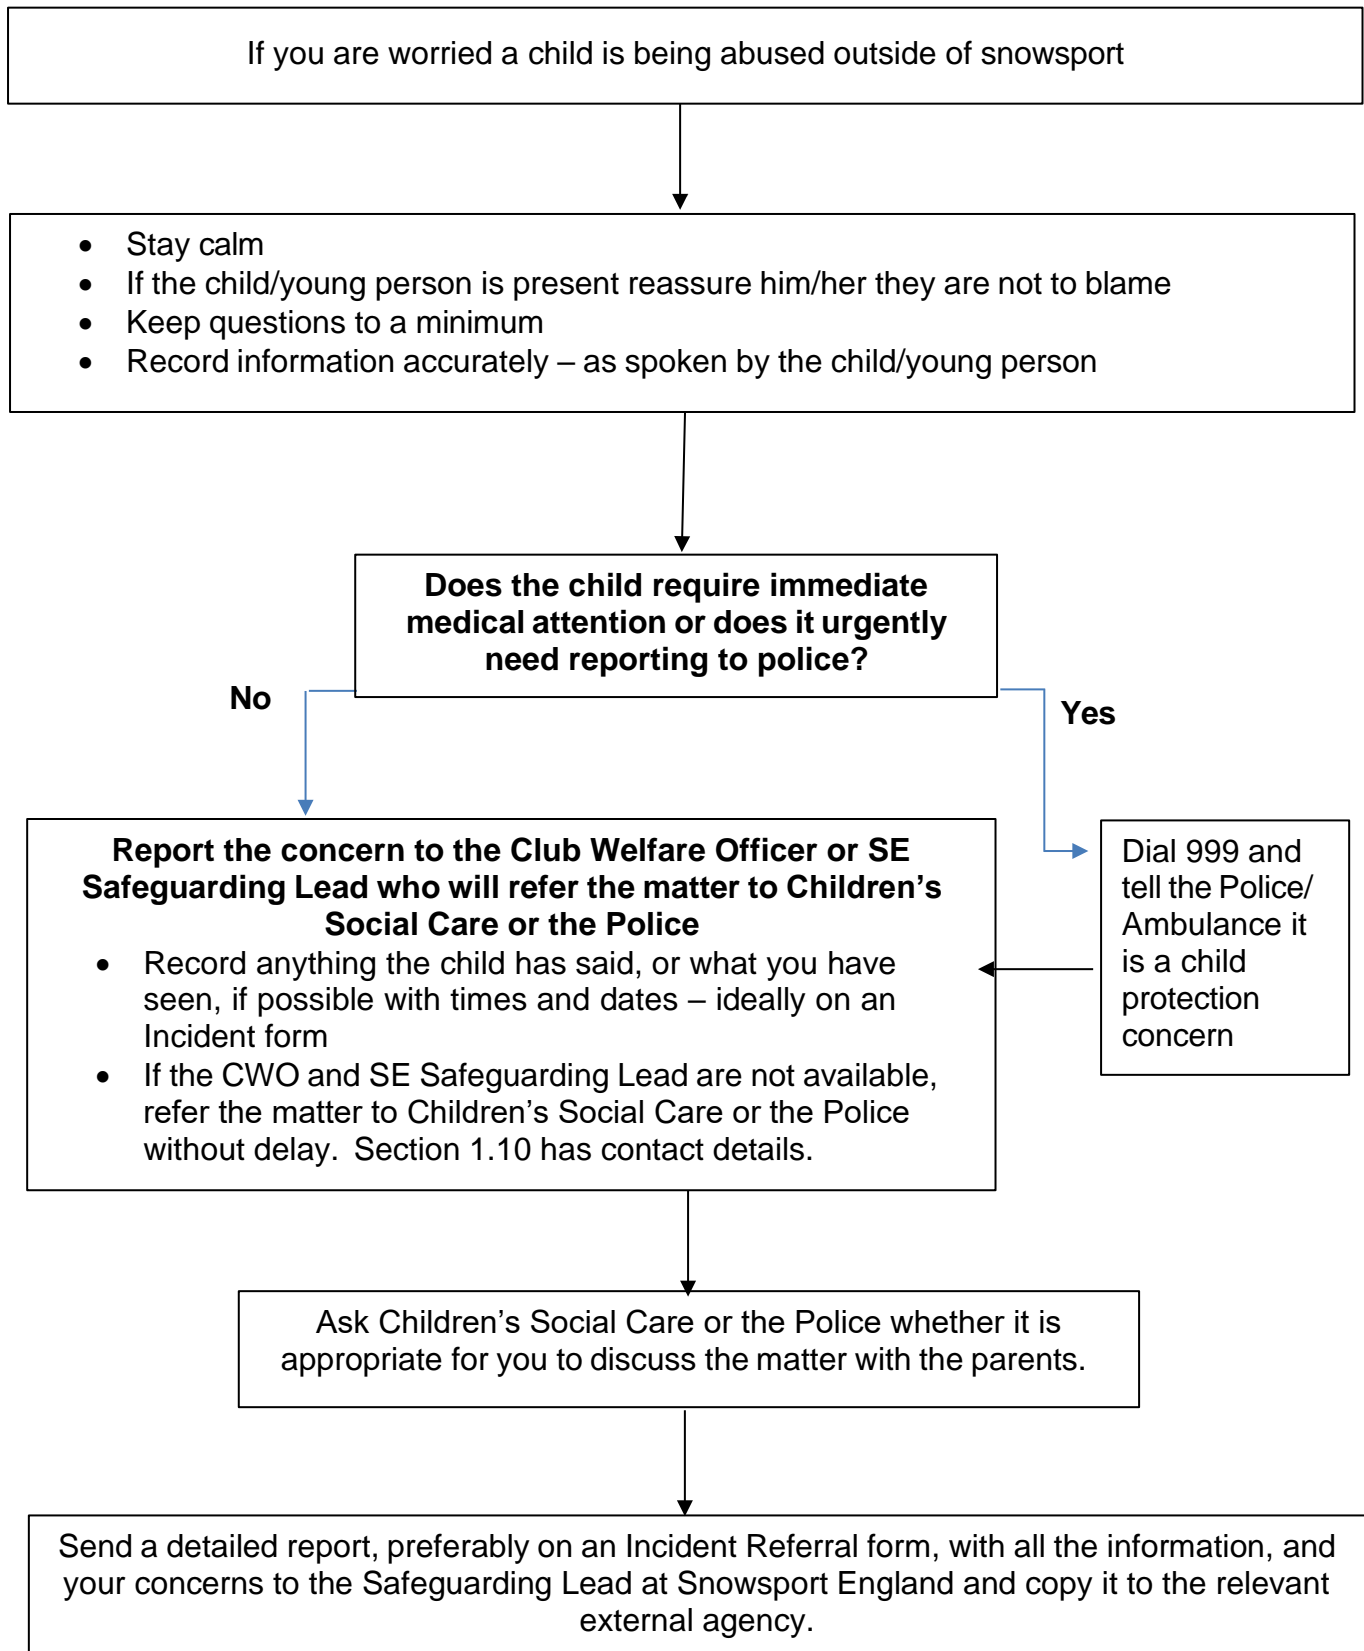 If you are worried a child is being abused outside of snowsport
• Stay calm
• If the child/young person is present reassure him/her they are not to blame
• Keep questions to a minimum
• Record information accurately – as spoken by the child/young person
Does the child require immediate
medical attention or does it urgently
need reporting to police?
No
Yes
Report the concern to the Club Welfare Officer or SE
Safeguarding Lead who will refer the matter to Children’s
Social Care or the Police
• Record anything the child has said, or what you have
seen, if possible with times and dates – ideally on an
Incident form
• If the CWO and SE Safeguarding Lead are not available,
refer the matter to Children’s Social Care or the Police
without delay.  Section 1.10 has contact details.
Dial 999 and
tell the Police/
Ambulance it
is a child
protection
concern
Ask Children’s Social Care or the Police whether it is
appropriate for you to discuss the matter with the parents.
Send a detailed report, preferably on an Incident Referral form, with all the information, and
your concerns to the Safeguarding Lead at Snowsport England and copy it to the relevant
external agency.